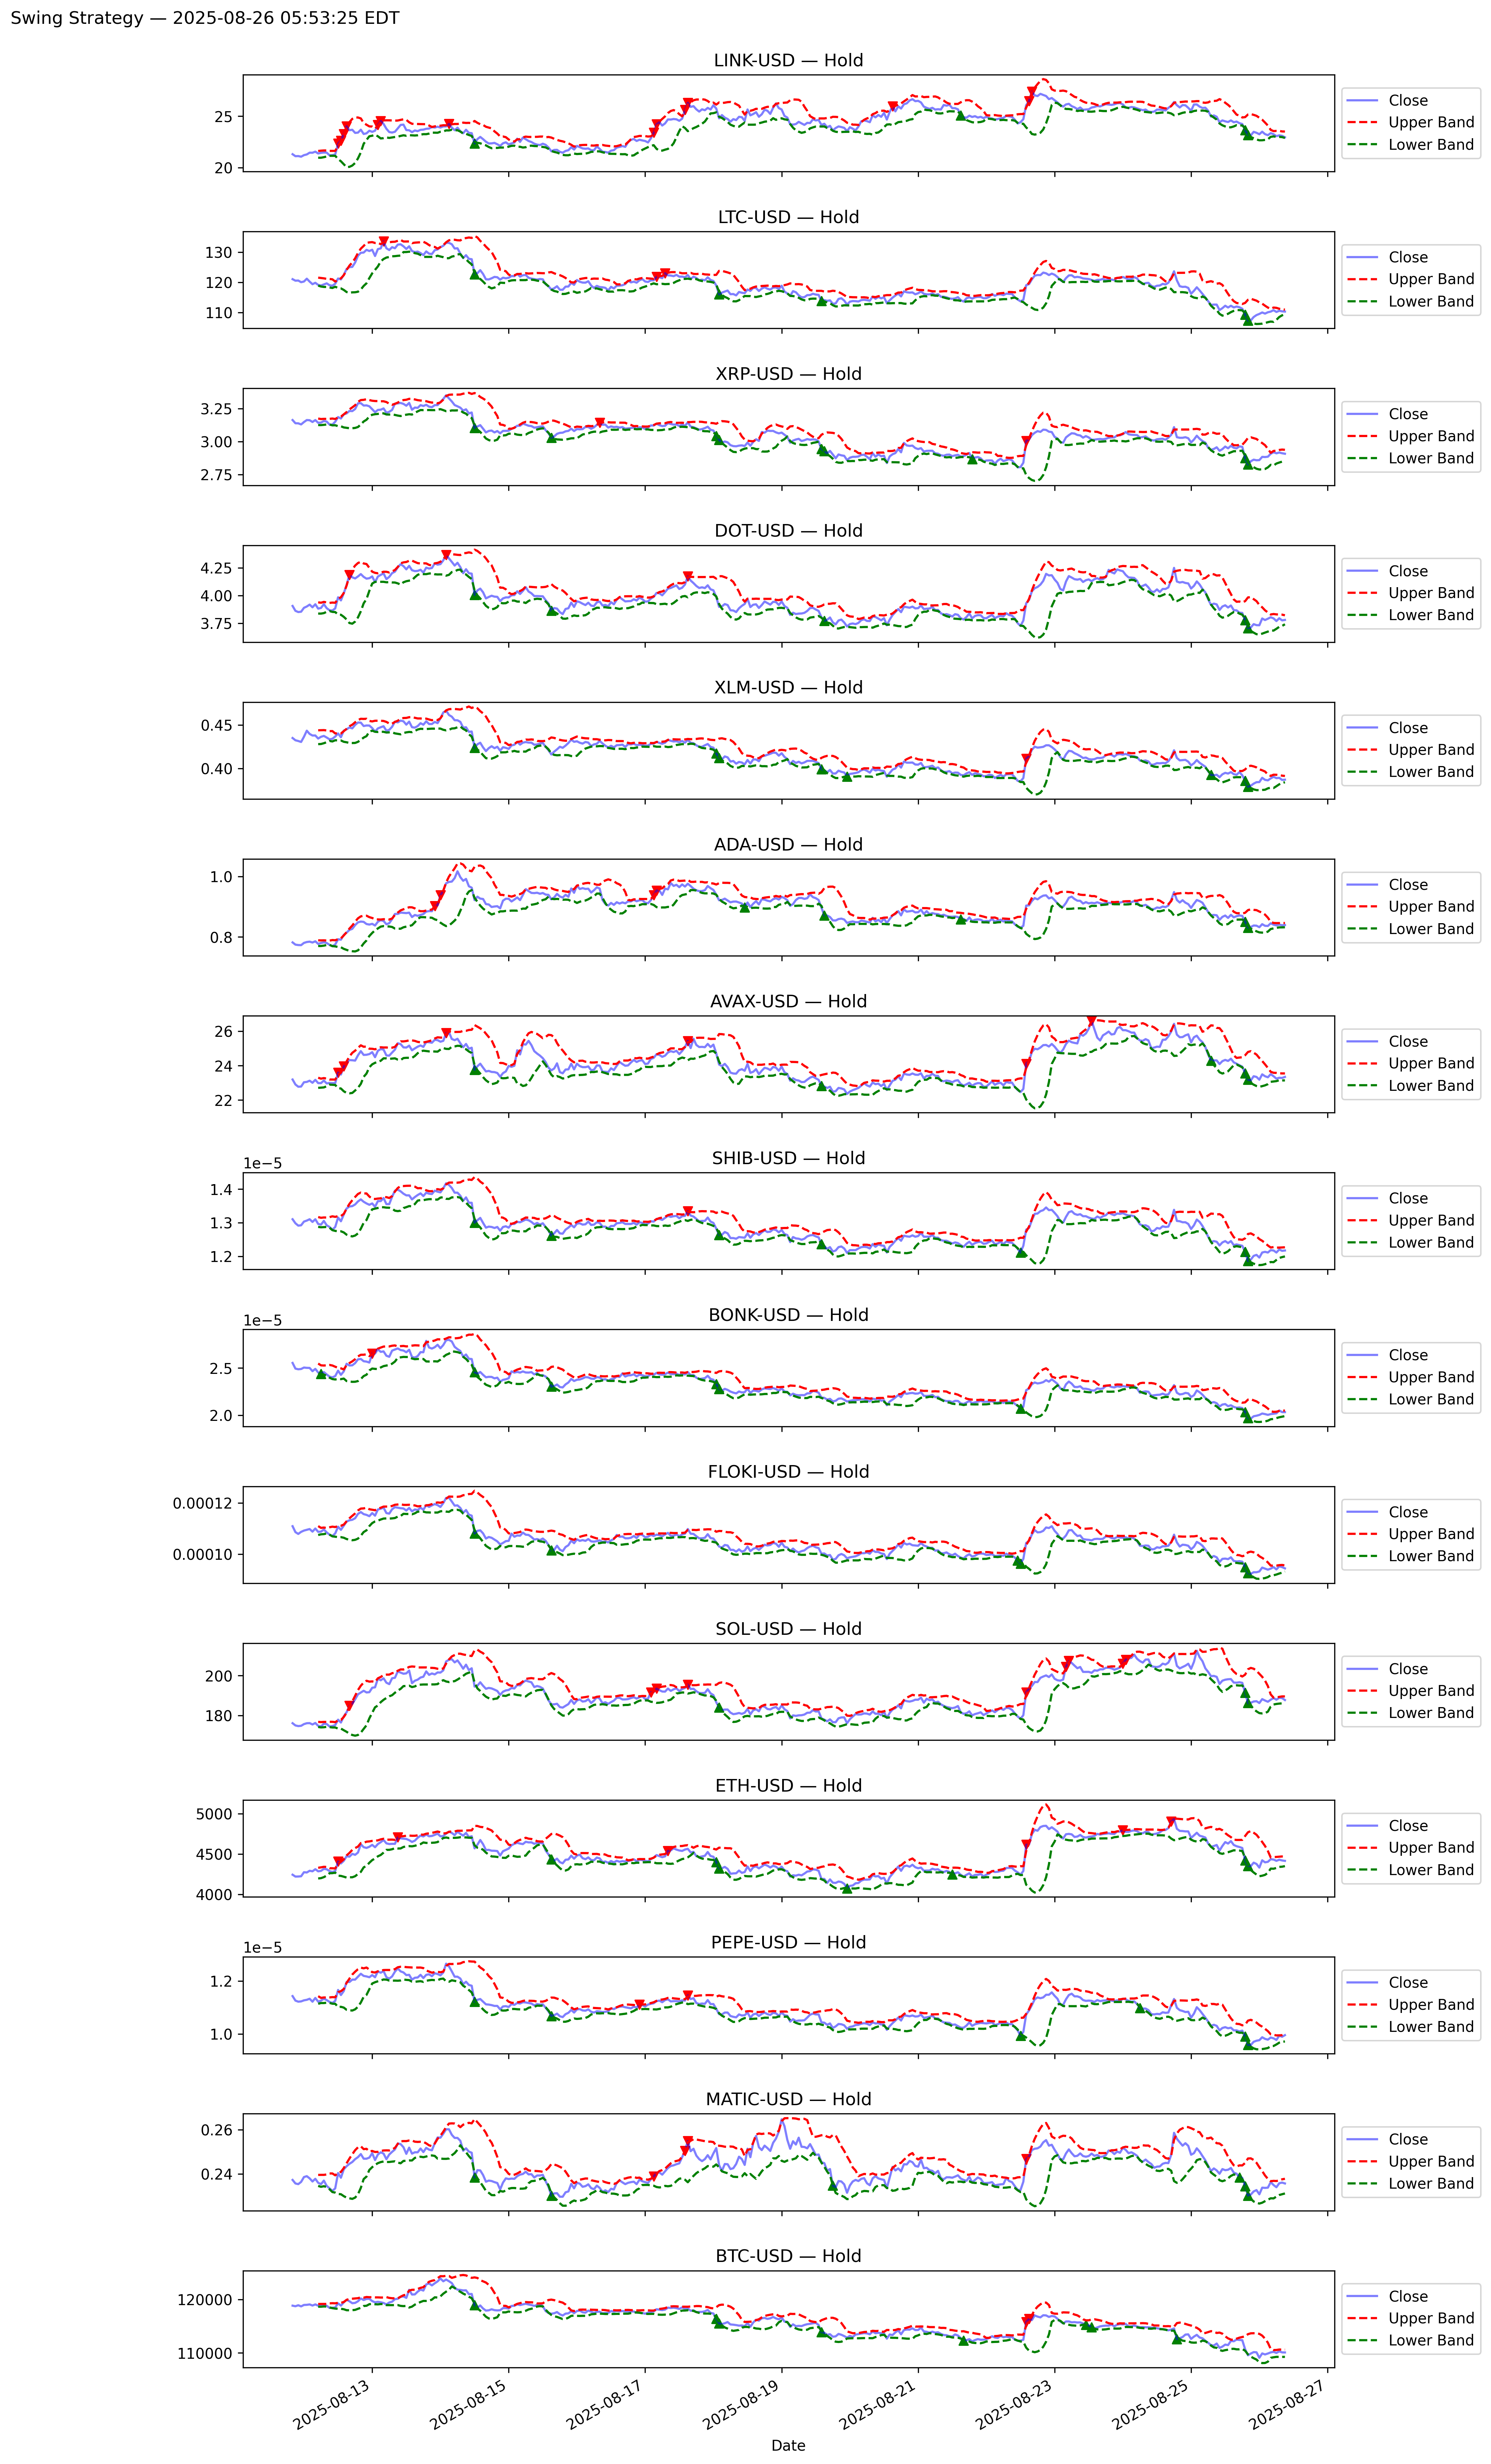 Swing Strategy — 2025-08-26 05:53:25 EDT
LINK-USD — Hold
25
20
Close
Upper Band
Lower Band
LTC-USD — Hold
130
120
110
Close
Upper Band
Lower Band
XRP-USD — Hold
3.25
3.00
2.75
Close
Upper Band
Lower Band
DOT-USD — Hold
4.25
4.00
3.75
Close
Upper Band
Lower Band
XLM-USD — Hold
0.45
0.40
Close
Upper Band
Lower Band
ADA-USD — Hold
1.0
0.8
Close
Upper Band
Lower Band
AVAX-USD — Hold
26
24
22
Close
Upper Band
Lower Band
SHIB-USD — Hold
1e−5
1.4
1.3
1.2
Close
Upper Band
Lower Band
BONK-USD — Hold
1e−5
2.5
2.0
Close
Upper Band
Lower Band
FLOKI-USD — Hold
0.00012
0.00010
Close
Upper Band
Lower Band
SOL-USD — Hold
200
180
Close
Upper Band
Lower Band
ETH-USD — Hold
5000
4500
4000
Close
Upper Band
Lower Band
PEPE-USD — Hold
1e−5
1.2
1.0
Close
Upper Band
Lower Band
MATIC-USD — Hold
0.26
0.24
Close
Upper Band
Lower Band
BTC-USD — Hold
120000
110000
Close
Upper Band
Lower Band
2025-08-13
2025-08-15
2025-08-17
2025-08-19
2025-08-21
2025-08-23
2025-08-25
2025-08-27
Date